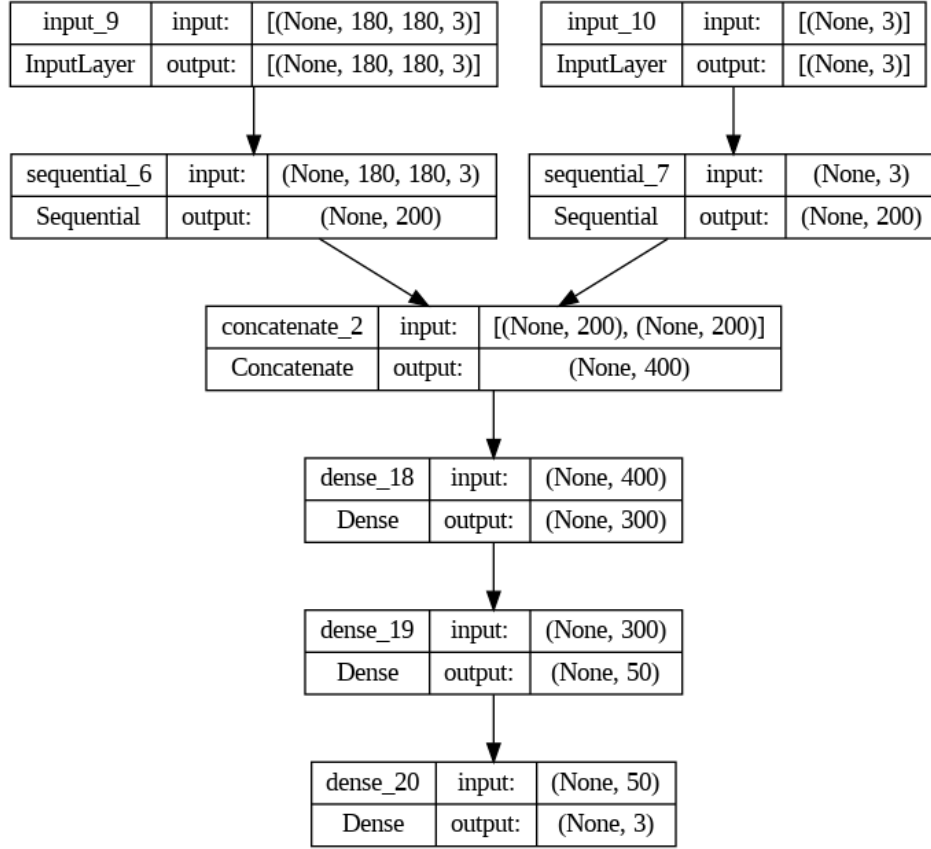 input_9 input: [(None, 180, 180, 3)]
InputLayer output: [(None, 180, 180, 3)]
input_10 input: [(None, 3)]
InputLayer output: [(None, 3)]
sequential_6 input: (None, 180, 180, 3)
Sequential output: (None, 200)
sequential_7 input: (None, 3)
Sequential output: (None, 200)
concatenate_2 input: [(None, 200), (None, 200)]
Concatenate output: (None, 400)
dense_18 input: (None, 400)
Dense output: (None, 300)
dense_19 input: (None, 300)
Dense output: (None, 50)
dense_20 input: (None, 50)
Dense output: (None, 3)